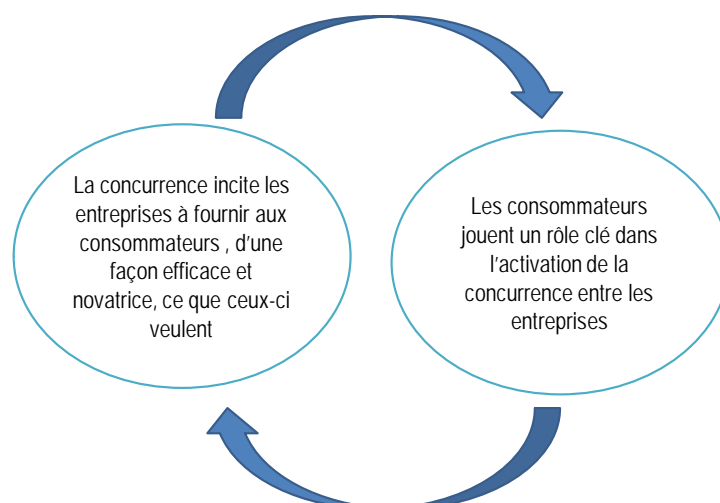 La concurrence incite les
entreprises à fournir aux
consommateurs , d'une
façon efficace et
novatrice, ce que ceux-ci
veulent
Les consommateurs
jouent un rôle clé dans
l'activation de la
concurrence entre les
entreprises